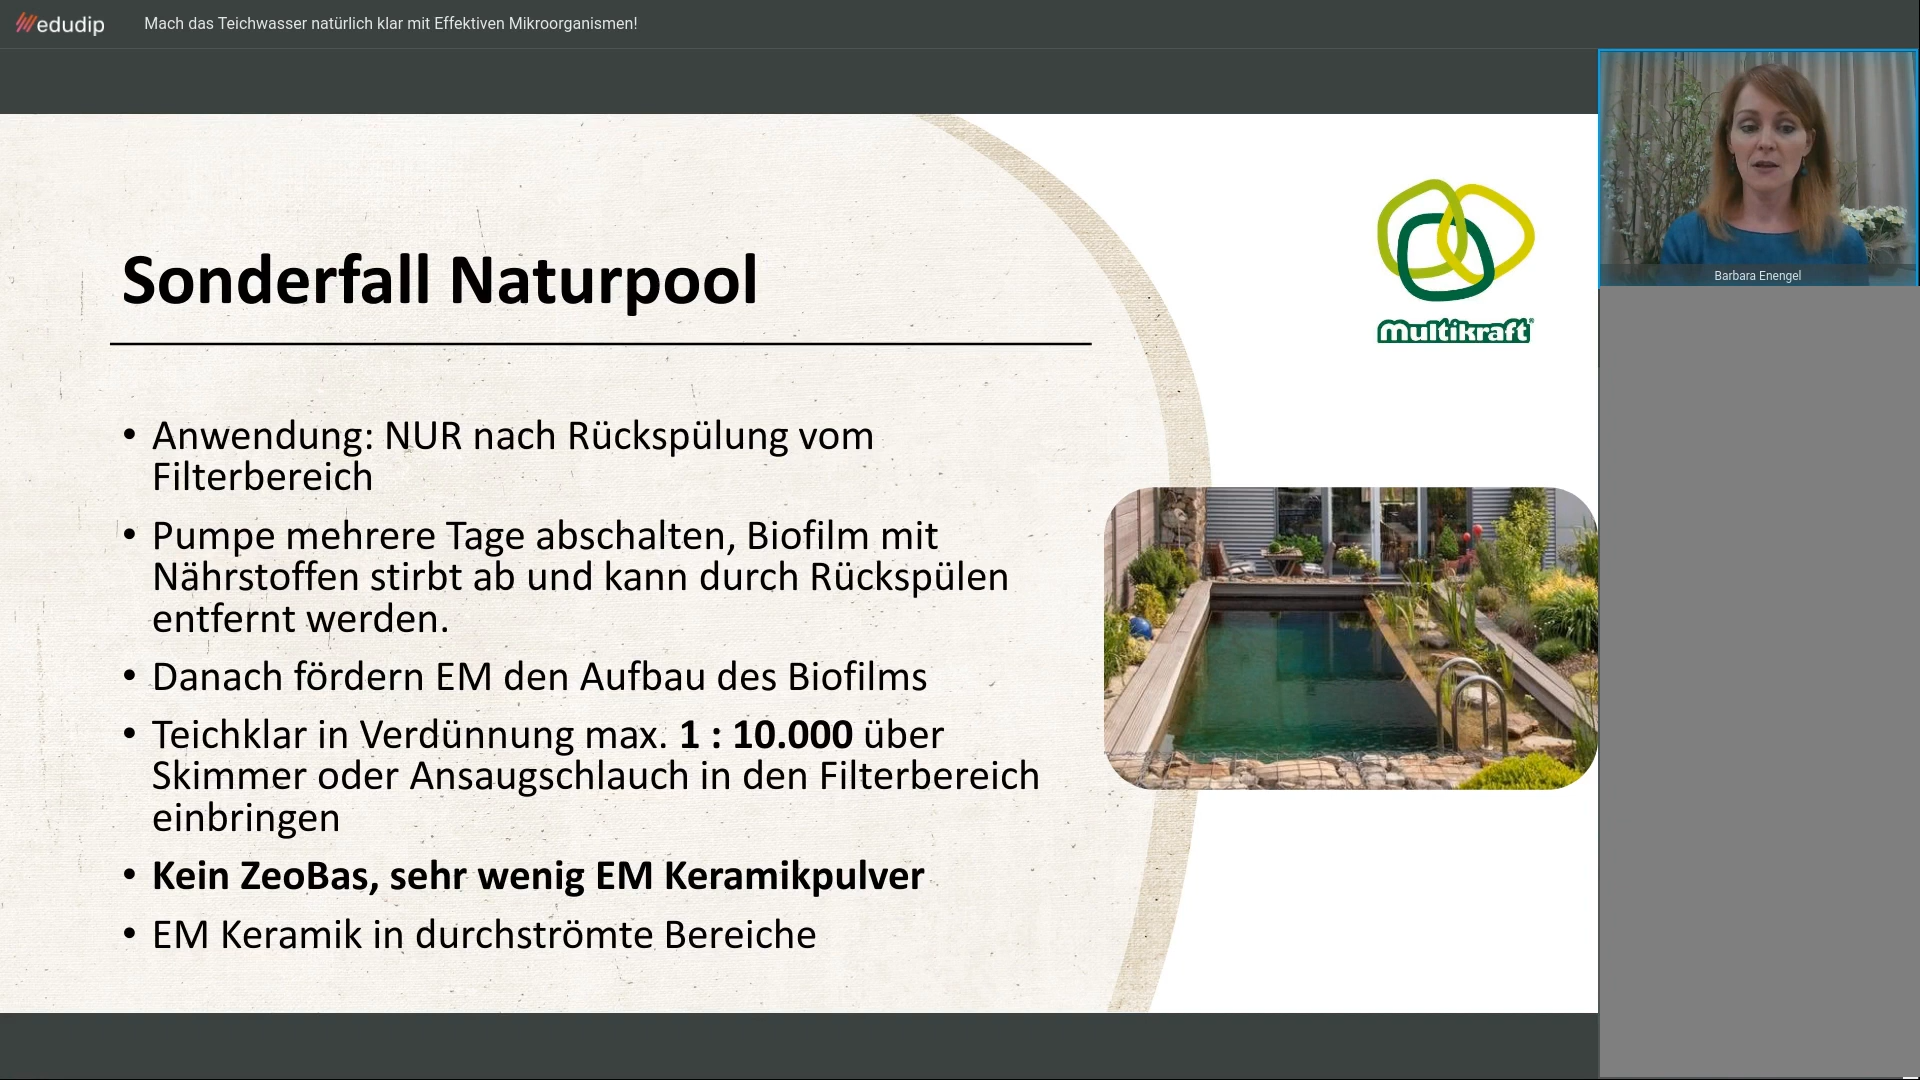 edudip
Mach das Teichwasser natürlich klar mit Effektiven Mikroorganismen!
Barbara Enengel
multikraft®
Sonderfall Naturpool
• Anwendung: NUR nach Rückspülung vom
Filterbereich
• Pumpe mehrere Tage abschalten, Biofilm mit
Nährstoffen stirbt ab und kann durch Rückspülen
entfernt werden.
• Danach fördern EM den Aufbau des Biofilms
• Teichklar in Verdünnung max. 1 : 10.000 über
Skimmer oder Ansaugschlauch in den Filterbereich
einbringen
• Kein ZeoBas, sehr wenig EM Keramikpulver
• EM Keramik in durchströmte Bereiche